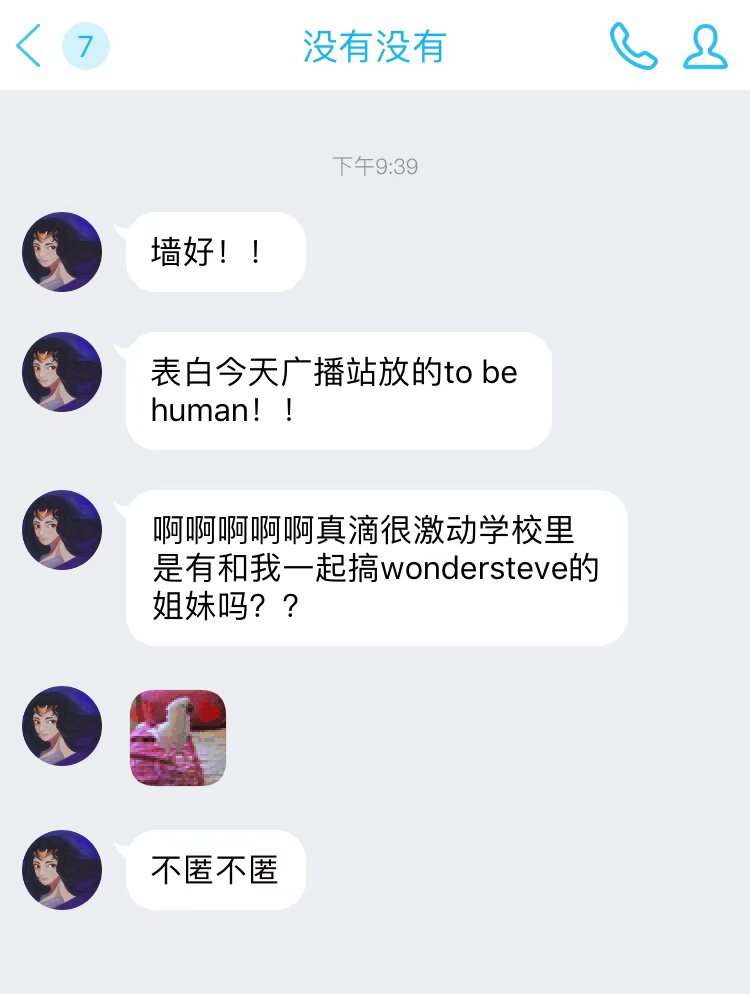 7
没有没有
下午9:39
墙好！！
表白今天广播站放的to be
human！！
啊啊啊啊啊真滴很激动学校里
是有和我一起搞wondersteve的
姐妹吗？？
不匿不匿